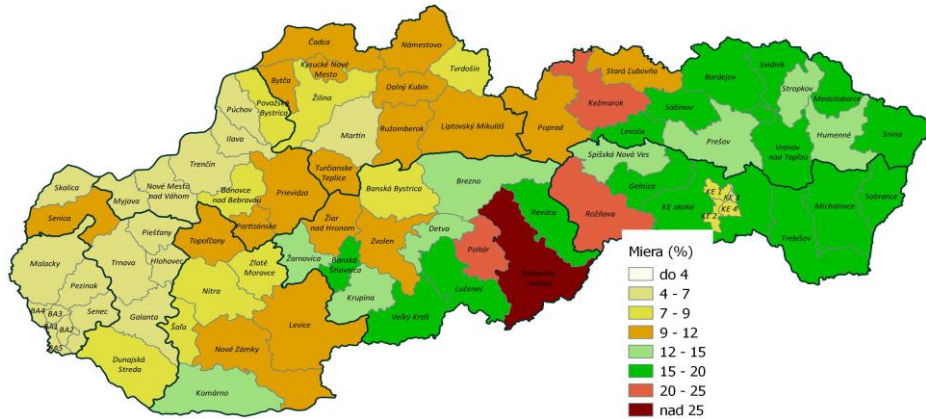 Čadca
Námestovo
Kysucké Nové
Mesto
Tvrdošín
Bytča
Žilina
Dolný Kubín
Stará Ľubovňa
Svidník
Bardejov
Stropkov
Medzilaborce
Kežmarok
Sabinov
Púchov
Považská
Bystrica
Martin
Ružomberok
Liptovský Mikuláš
Poprad
Levoča
Prešov
Humenné
Snina
Ilava
Vranov
nad Topľou
Trenčín
Turčianske
Teplice
Spišská Nová Ves
Skalica
Myjava
Nové Mesto
nad Váhom
Bánovce
nad Bebravou
Prievidza
Banská Bystrica
Brezno
Gelnica
KE 1
KE 3
KE 4
KE 2
KE okolie
Michalovce
Sobrance
Senica
Partizánske
Žiar
nad Hronom
Revúca
Rožňava
Piešťany
Topoľčany
Zvolen
Detva
Trebišov
Malacky
Trnava
Hlohovec
Zlaté
Moravce
Žarnovica
Banská
Štiavnica
Poltár
Rimavská
Sobota
Pezinok
Nitra
Krupina
Lučenec
BA4
BA3
BA1
BA2
BA5
Senec
Galanta
Šaľa
Levice
Veľký Krtíš
Nové Zámky
Dunajská
Streda
Komárno
Miera (%)
do 4
4 - 7
7 - 9
9 - 12
12 - 15
15 - 20
20 - 25
nad 25